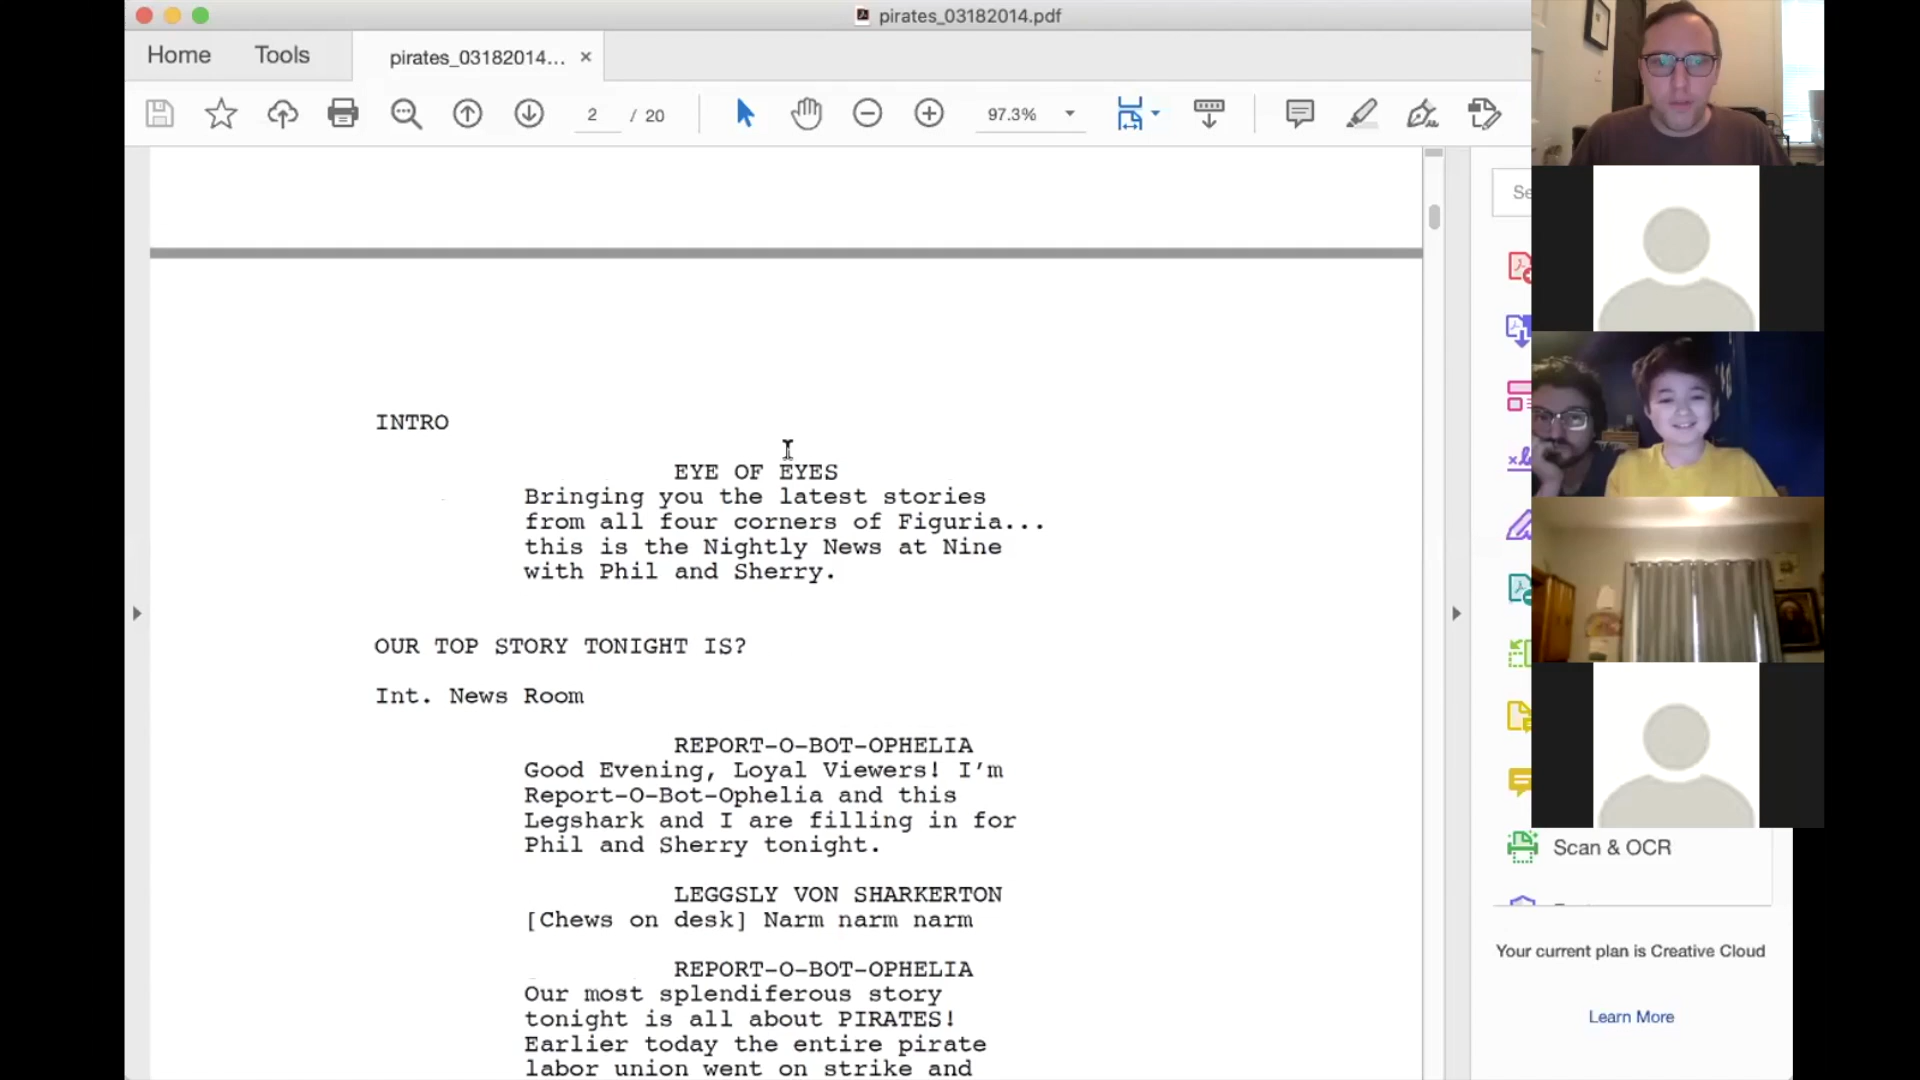 pirates_03182014.pdf
Home
Tools
pirates_03182014...
2 / 20
97.3%
Se
INTRO
EYE OF EYES
Bringing you the latest stories
from all four corners of Figuria...
this is the Nightly News at Nine
with Phil and Sherry.
OUR TOP STORY TONIGHT IS?
Int. News Room
REPORT-O-BOT-OPHELIA
Good Evening, Loyal Viewers! I'm
Report-O-Bot-Ophelia and this
Legshark and I are filling in for
Phil and Sherry tonight.
LEGGSLY VON SHARKERTON
[Chews on desk] Narm narm narm
REPORT-O-BOT-OPHELIA
Our most splendiferous story
tonight is all about PIRATES!
Earlier today the entire pirate
labor union went on strike and
Scan & OCR
Your current plan is Creative Cloud
Learn More